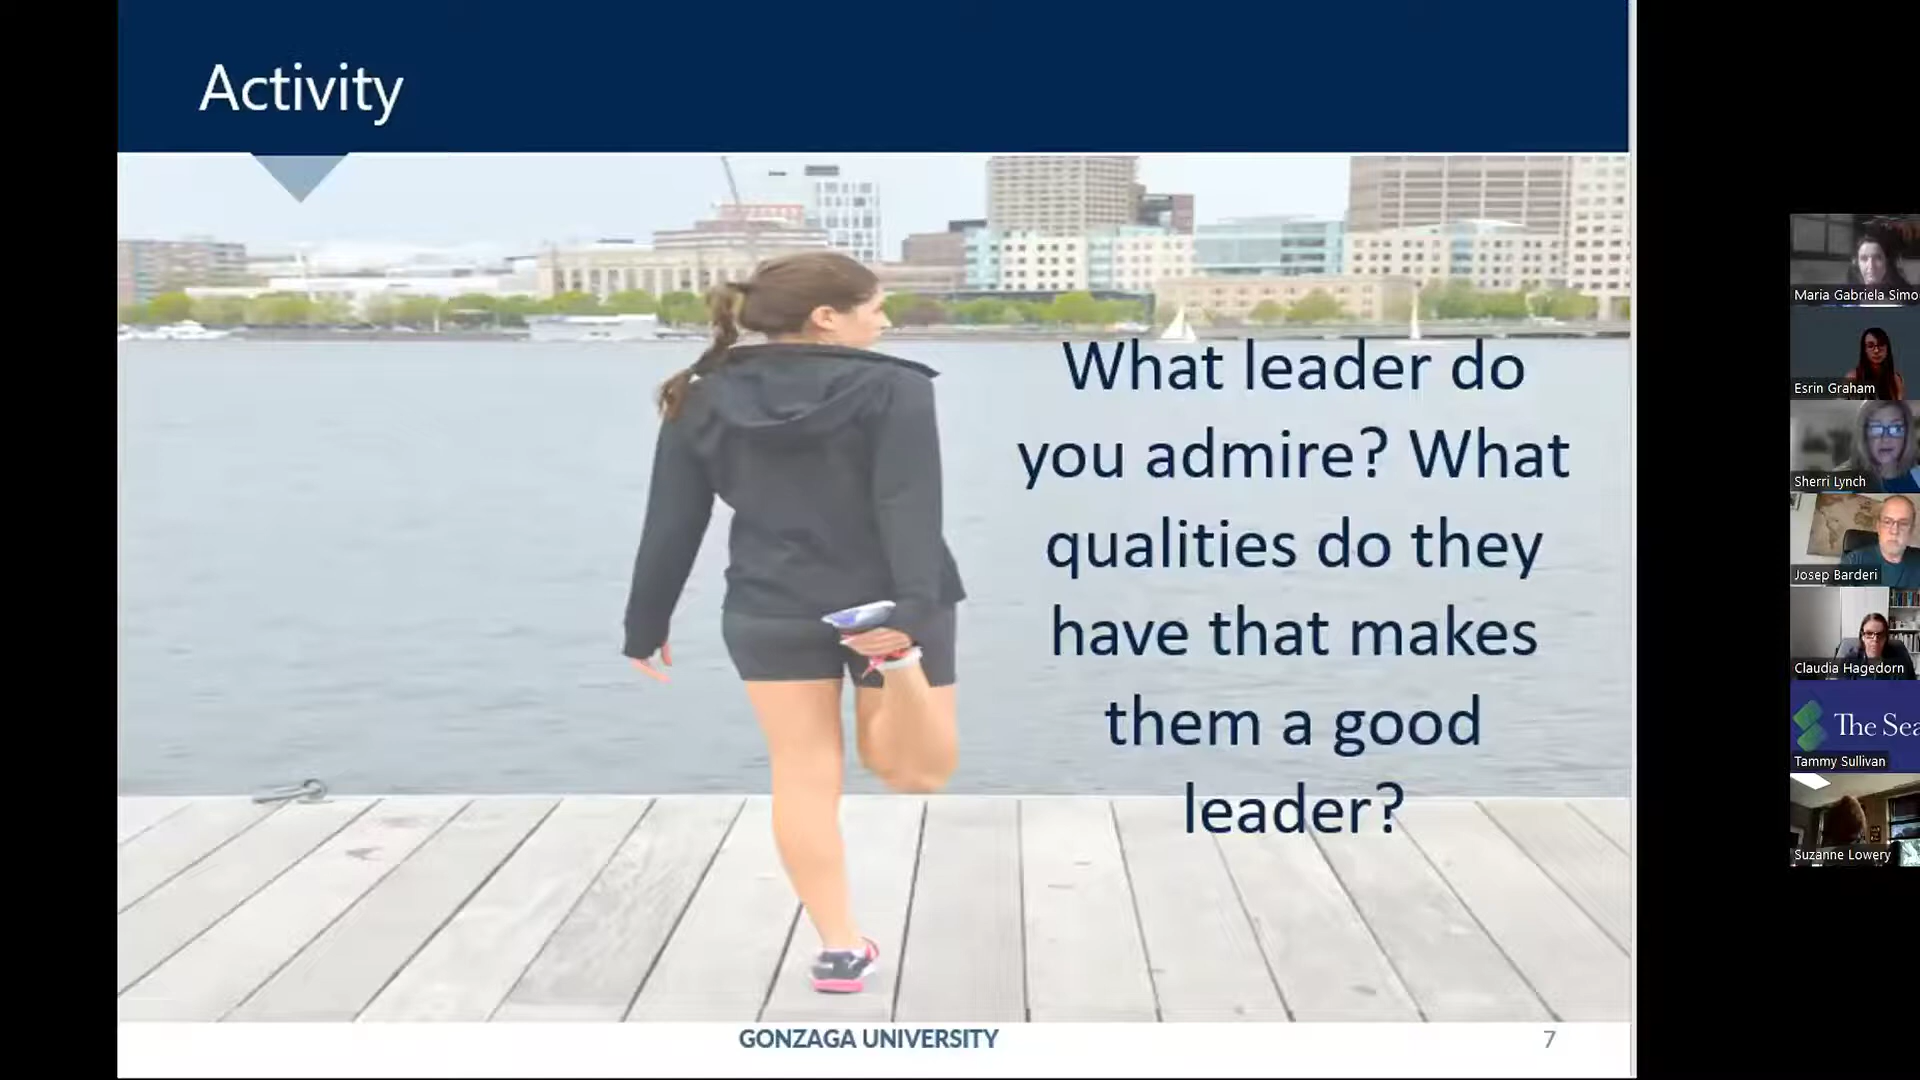 Activity
What leader do
you admire? What
qualities do they
have that makes
them a good
leader?
GONZAGA UNIVERSITY
7
Maria Gabriela Simo
Esrin Graham
Sherri Lynch
Josep Barderi
Claudia Hagedorn
The Sea
Tammy Sullivan
Suzanne Lowery